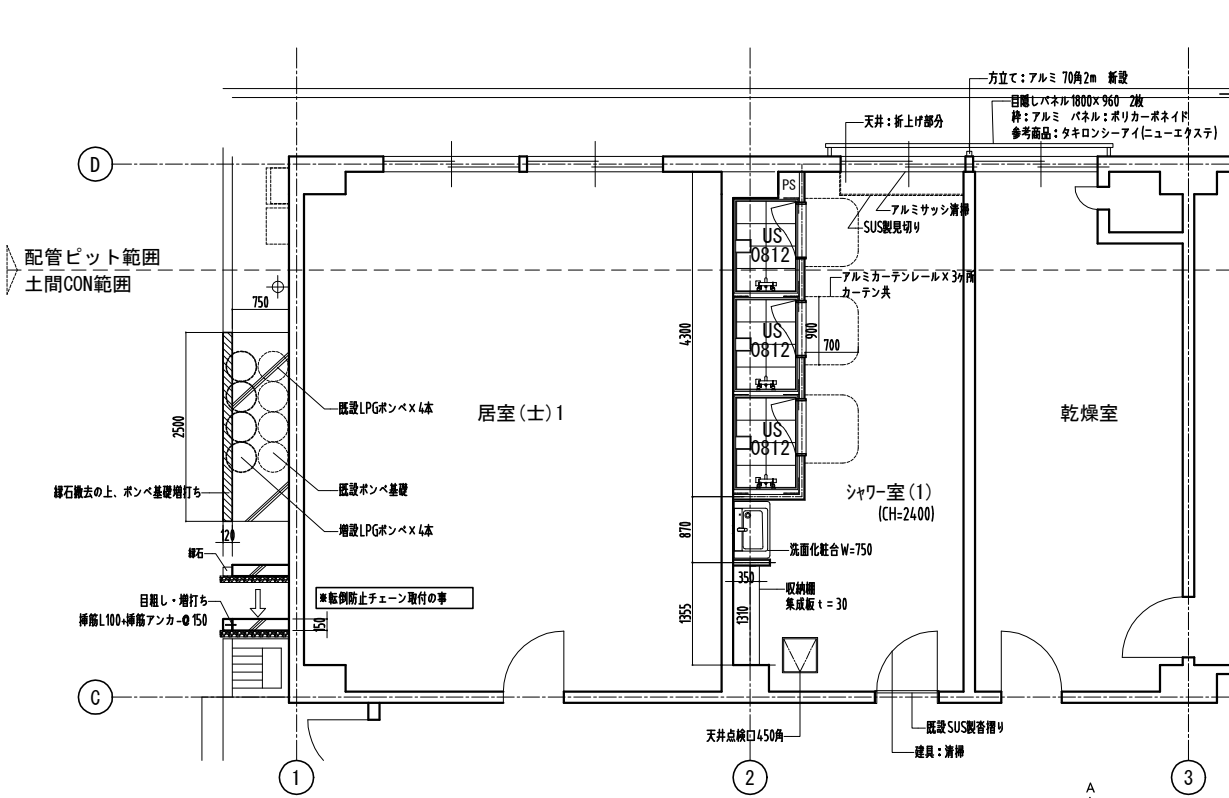 方立て：アルミ 70角2m 新設
目隠しパネル1800×960 2枚
枠：アルミ パネル：ポリカーボネイド
参考商品：タキロンシーアイ(ニューエクステ)
天井：折上げ部分
D
PS
アルミサッシ清掃
SUS製見切り
配管ピット範囲
土間CON範囲
US
0812
アルミカーテンレール×3ヶ所
カーテン共
750
4300
US
0812
900
700
既設LPGボンベ×4本
居室(士)1
乾燥室
2500
US
0812
縁石撤去の上、ボンベ基礎増打ち
既設ボンベ基礎
シャワー室(1)
(CH=2400)
増設LPGボンベ×4本
120
870
縁石
洗面化粧台W=750
350
収納棚
集成板t=30
※転倒防止チェーン取付の事
目粗し・増打ち
挿筋L100+挿筋アンカー@150
150
1355
1310
C
天井点検口450角
既設SUS製沓摺り
建具：清掃
1
2
3
A